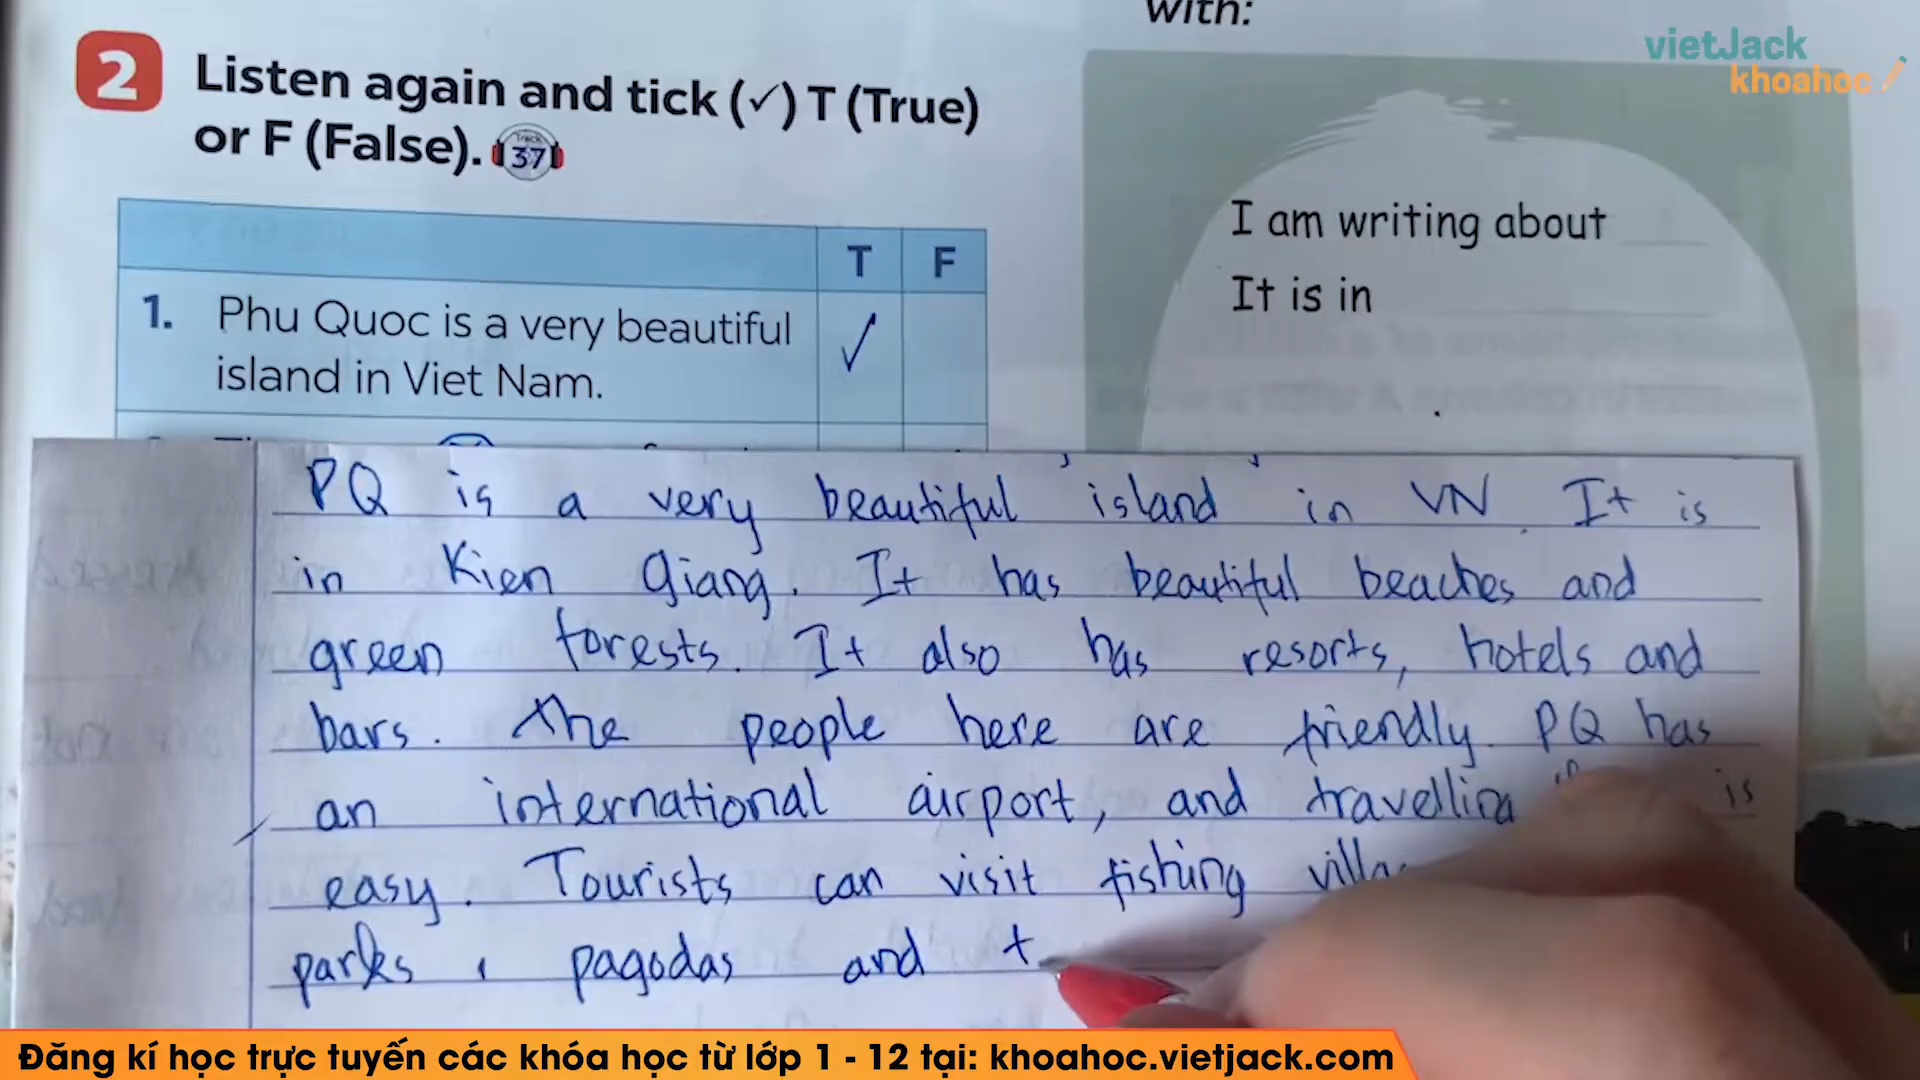 with:
vietJack
khoahoc
2 Listen again and tick (✓) T (True)
or F (False). Track 37
T F
1. Phu Quoc is a very beautiful ✓
island in Viet Nam.
I am writing about
It is in
PQ is a very beautiful island in VN. It is
in Kien Giang. It has beautiful beaches and
green forests. It also has resorts, hotels and
bars. The people here are friendly. PQ has
an international airport, and is
easy. Tourists can visit fishing
parks, pagodas and t
Đăng kí học trực tuyến các khóa học từ lớp 1 - 12 tại: khoahoc.vietjack.com